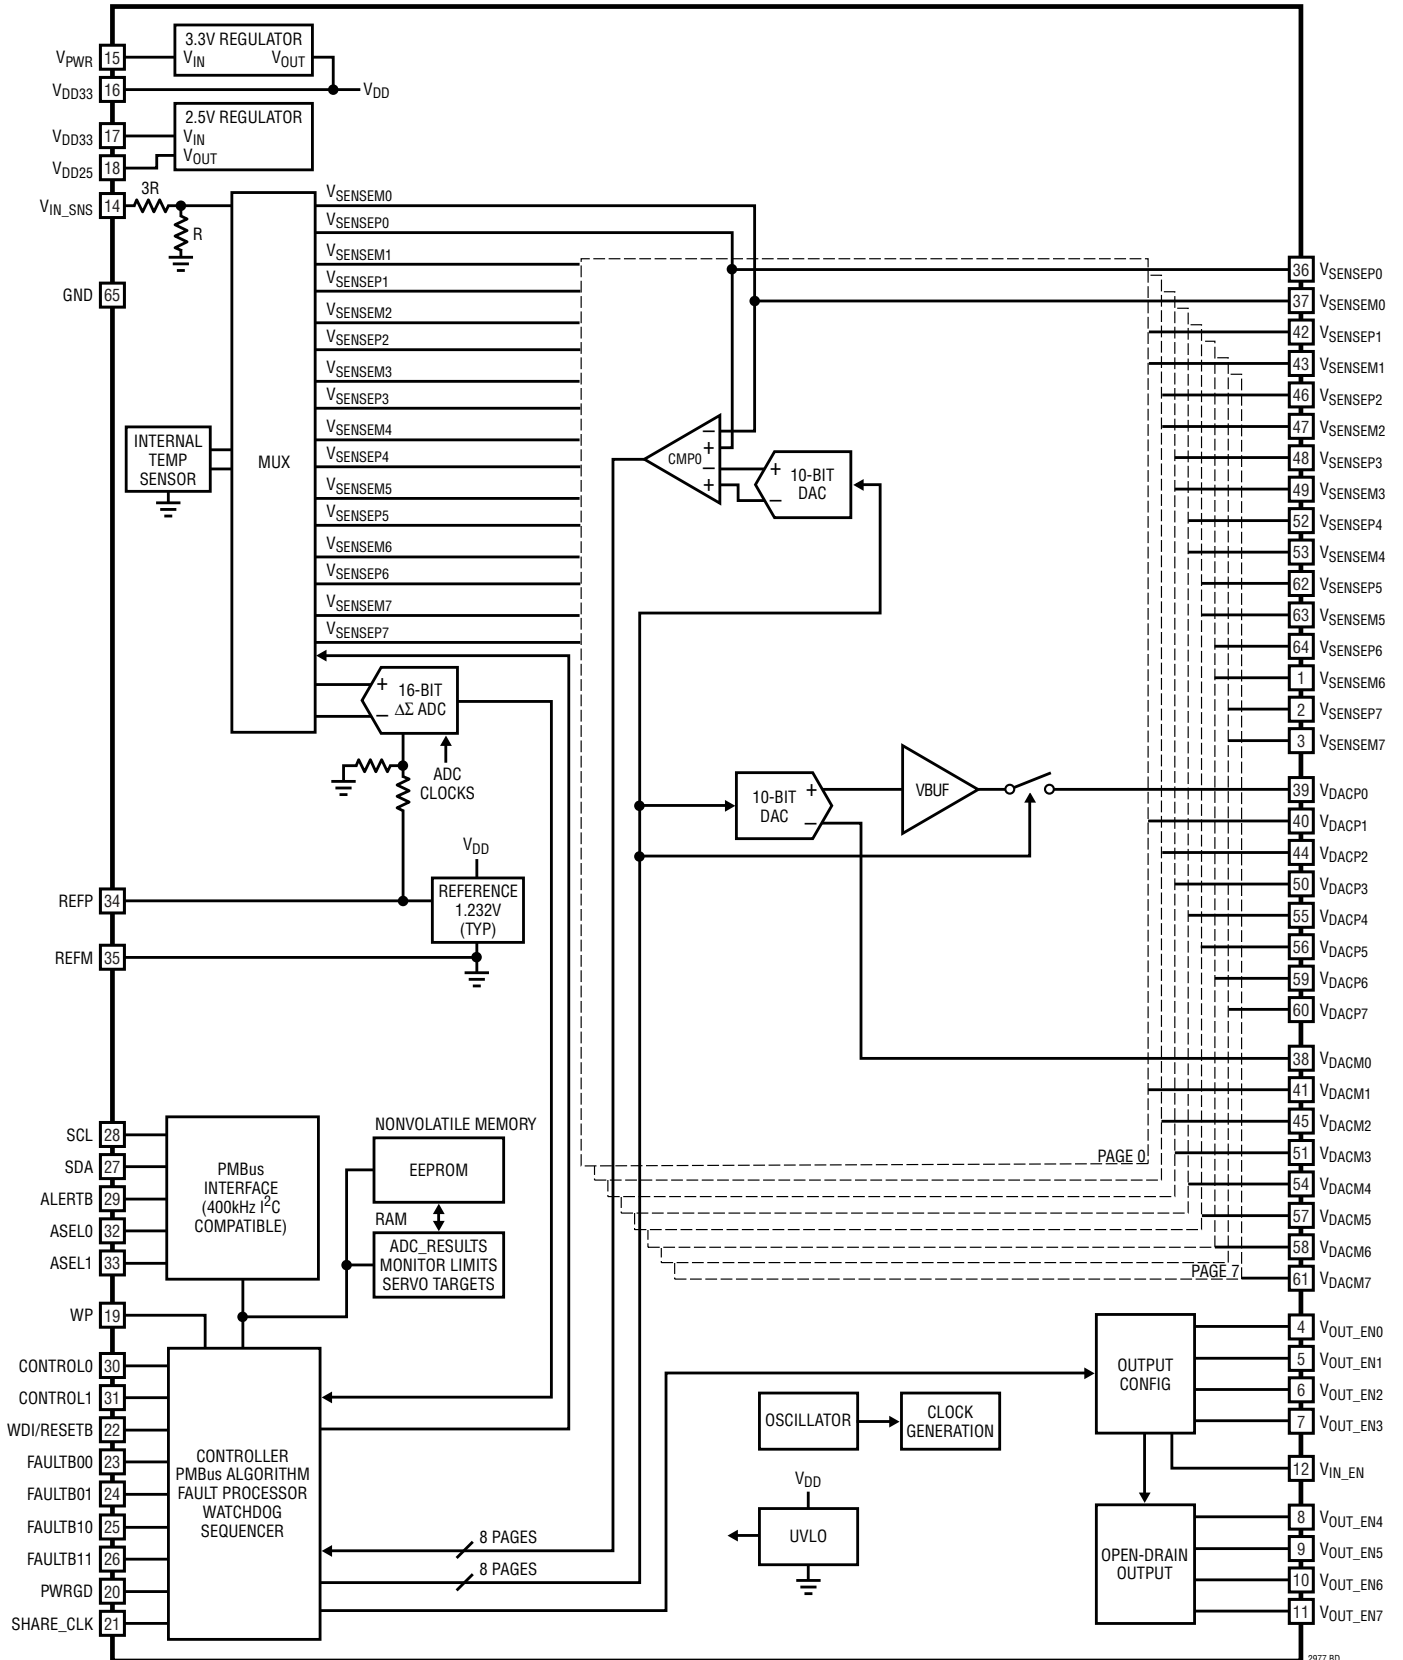 3.3V REGULATOR
VIN VOUT
VPWR 15
VDD33 16
VDD
2.5V REGULATOR
VIN
VOUT
VDD33 17
VDD25 18
3R
VIN_SNS 14
R
GND 65
INTERNAL
TEMP
SENSOR
MUX
VSENSEM0
VSENSEP0
VSENSEM1
VSENSEP1
VSENSEM2
VSENSEP2
VSENSEM3
VSENSEP3
VSENSEM4
VSENSEP4
VSENSEM5
VSENSEP5
VSENSEM6
VSENSEP6
VSENSEM7
VSENSEP7
– + – +
CMP0
+ –
10-BIT
DAC
+ –
16-BIT
ΔΣ ADC
ADC
CLOCKS
10-BIT
DAC
+ –
VBUF
VDD
REFERENCE
1.232V
(TYP)
REFP 34
REFM 35
36 VSENSEP0
37 VSENSEM0
42 VSENSEP1
43 VSENSEM1
46 VSENSEP2
47 VSENSEM2
48 VSENSEP3
49 VSENSEM3
52 VSENSEP4
53 VSENSEM4
62 VSENSEP5
63 VSENSEM5
64 VSENSEP6
1 VSENSEM6
2 VSENSEP7
3 VSENSEM7
39 VDACP0
40 VDACP1
44 VDACP2
50 VDACP3
55 VDACP4
56 VDACP5
59 VDACP6
60 VDACP7
38 VDACM0
41 VDACM1
45 VDACM2
51 VDACM3
54 VDACM4
57 VDACM5
58 VDACM6
61 VDACM7
PAGE 0
PAGE 7
SCL 28
SDA 27
ALERTB 29
ASEL0 32
ASEL1 33
PMBus
INTERFACE
(400kHz I²C
COMPATIBLE)
NONVOLATILE MEMORY
EEPROM
RAM
ADC_RESULTS
MONITOR LIMITS
SERVO TARGETS
WP 19
CONTROL0 30
CONTROL1 31
WDI/RESETB 22
FAULTB00 23
FAULTB01 24
FAULTB10 25
FAULTB11 26
PWRGD 20
SHARE_CLK 21
CONTROLLER
PMBus ALGORITHM
FAULT PROCESSOR
WATCHDOG
SEQUENCER
8 PAGES
8 PAGES
OSCILLATOR
CLOCK
GENERATION
VDD
UVLO
OUTPUT
CONFIG
OPEN-DRAIN
OUTPUT
4 VOUT_EN0
5 VOUT_EN1
6 VOUT_EN2
7 VOUT_EN3
12 VIN_EN
8 VOUT_EN4
9 VOUT_EN5
10 VOUT_EN6
11 VOUT_EN7
2977 BD